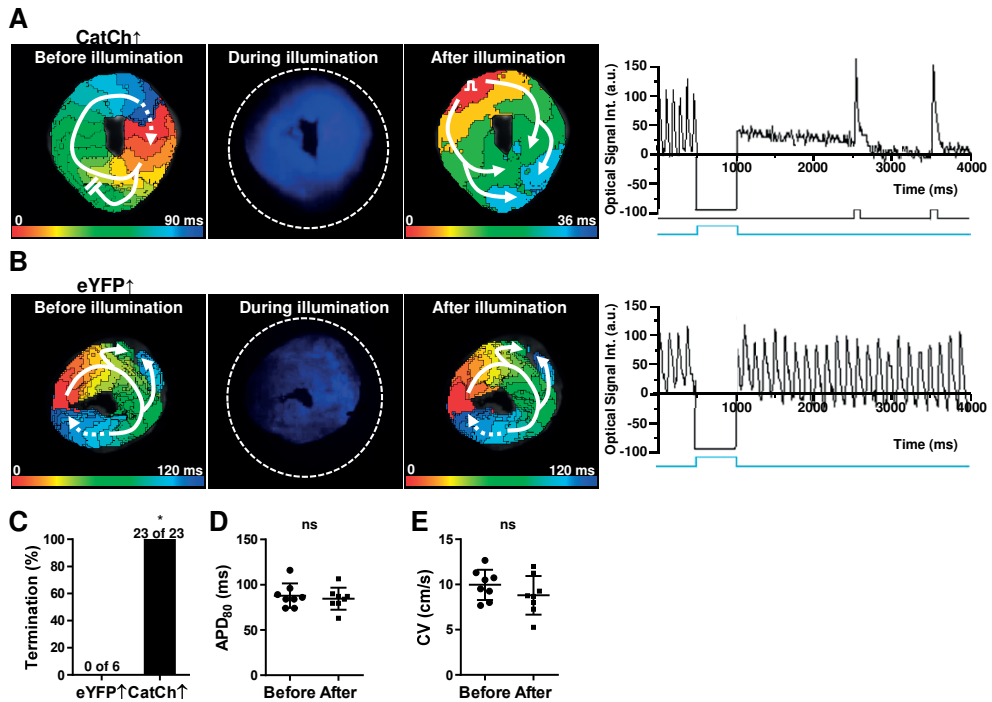 A
CatCh↑
Before illumination
During illumination
After illumination
0 90 ms
0 36 ms
Optical Signal Int. (a.u.)
150
100
50
0
-50
-100
1000 2000 3000 4000
Time (ms)
B
eYFP↑
Before illumination
During illumination
After illumination
0 120 ms
0 120 ms
Optical Signal Int. (a.u.)
150
100
50
0
-50
-100
1000 2000 3000 4000
Time (ms)
C
Termination (%)
100
80
60
40
20
0
*
23 of 23
0 of 6
eYFP↑ CatCh↑
D
ns
APD80 (ms)
150
100
50
0
Before After
E
ns
CV (cm/s)
15
10
5
0
Before After